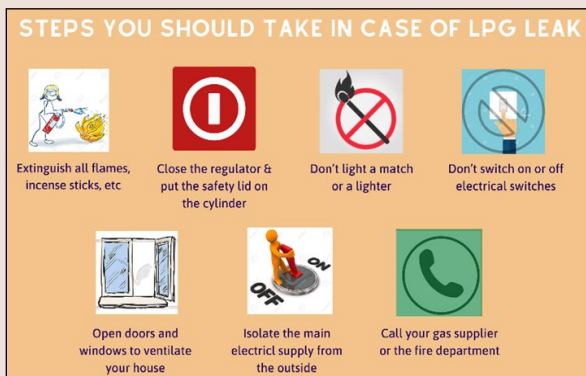 STEPS YOU SHOULD TAKE IN CASE OF LPG LEAK
Extinguish all flames,
incense sticks, etc
Close the regulator &
put the safety lid on
the cylinder
Don't light a match
or a lighter
Don't switch on or off
electrical switches
Open doors and
windows to ventilate
your house
OFF
ON
Isolate the main
electricl supply from
the outside
Call your gas supplier
or the fire department